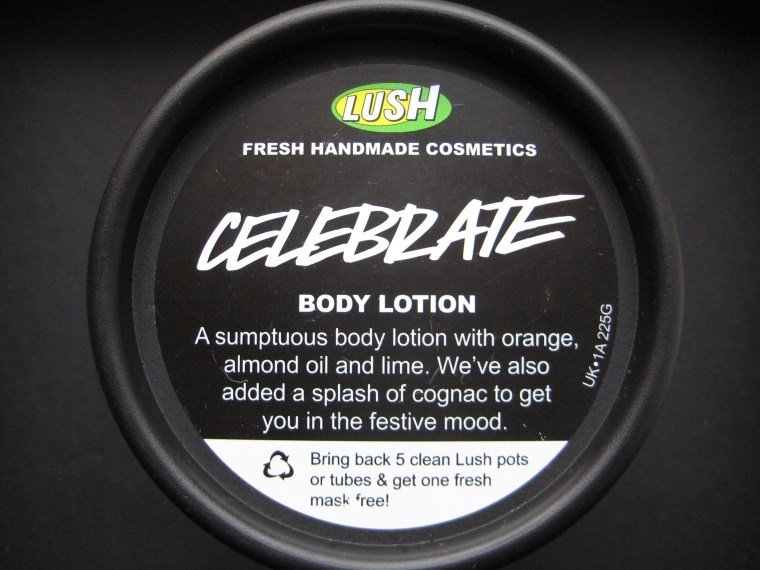 LUSH
FRESH HANDMADE COSMETICS
CELEBRATE
BODY LOTION
A sumptuous body lotion with orange,
almond oil and lime. We've also
added a splash of cognac to get
you in the festive mood.
UK•1A 225G
Bring back 5 clean Lush pots
or tubes & get one fresh
mask free!